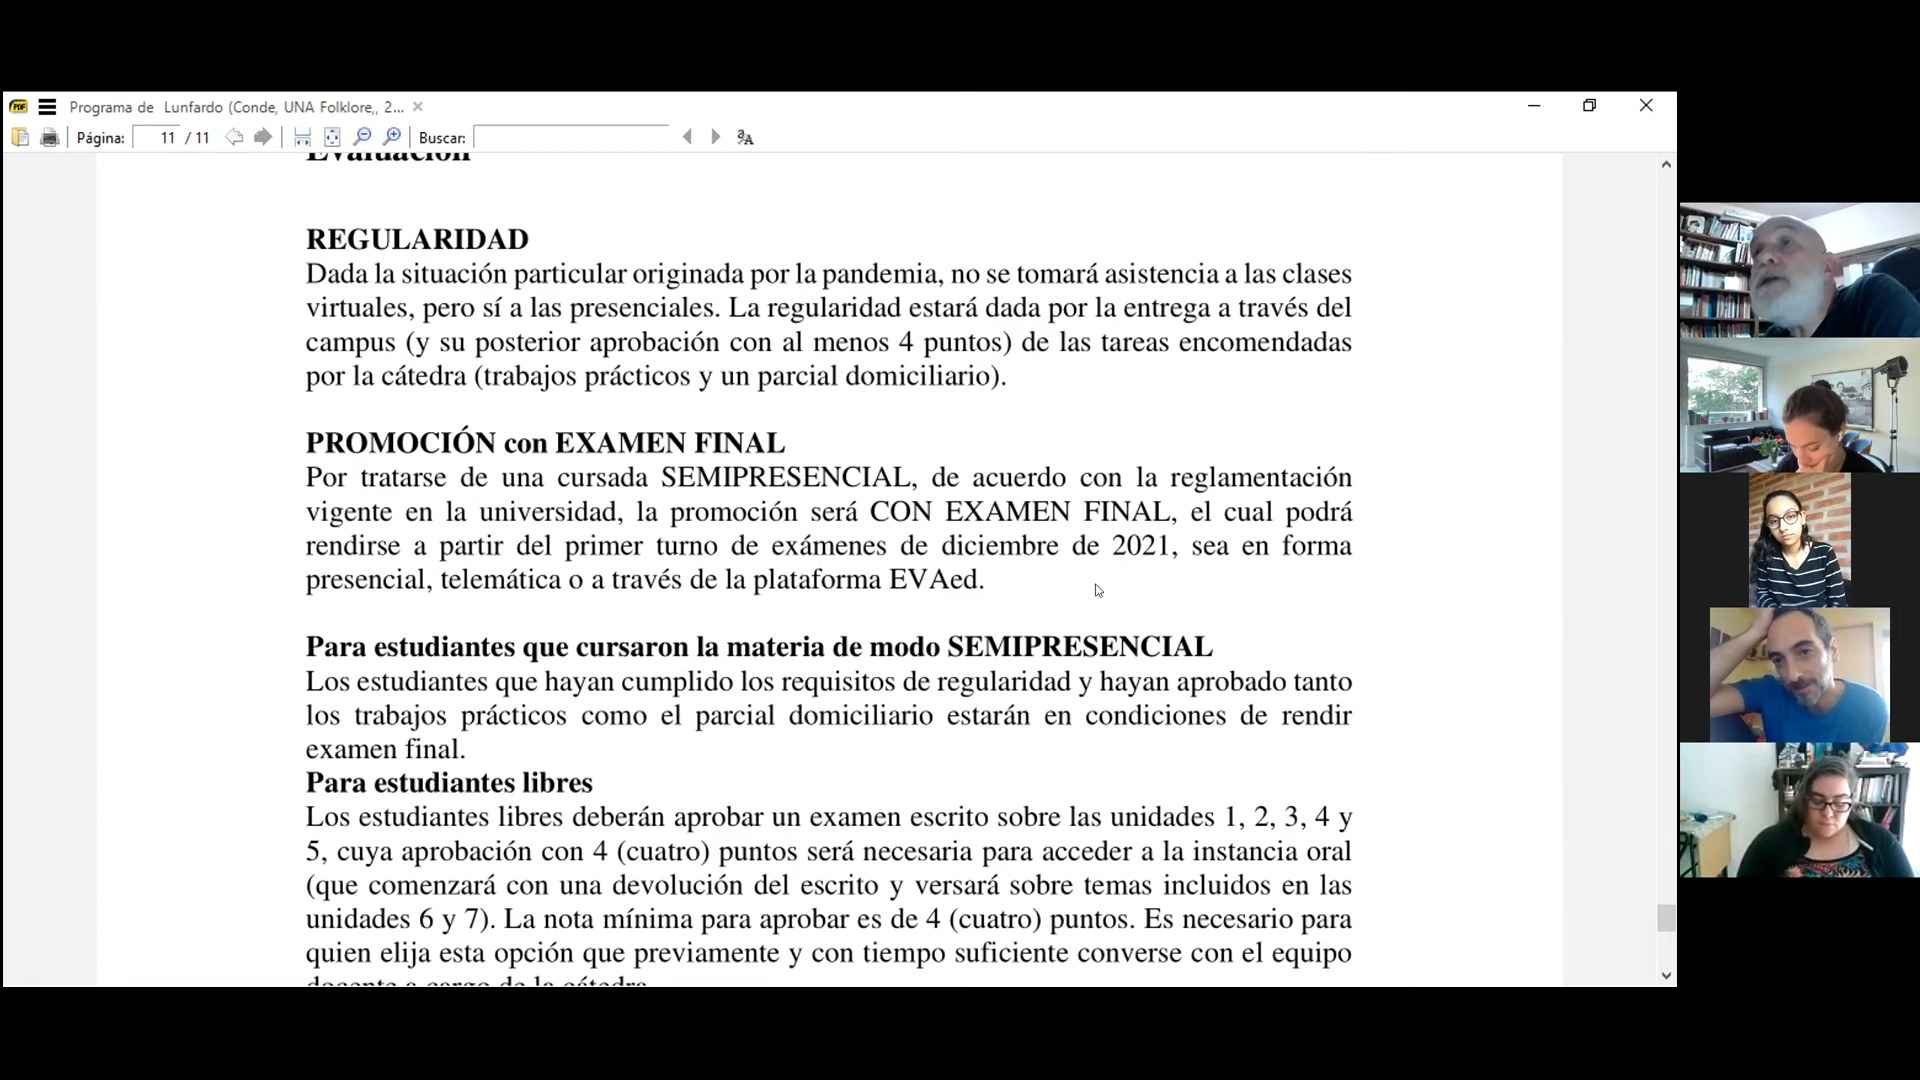 Programa de Lunfardo (Conde, UNA Folklore,, 2...
Página: 11 / 11 Buscar:
Evaluación
REGULARIDAD
Dada la situación particular originada por la pandemia, no se tomará asistencia a las clases
virtuales, pero sí a las presenciales. La regularidad estará dada por la entrega a través del
campus (y su posterior aprobación con al menos 4 puntos) de las tareas encomendadas
por la cátedra (trabajos prácticos y un parcial domiciliario).
PROMOCIÓN con EXAMEN FINAL
Por tratarse de una cursada SEMIPRESENCIAL, de acuerdo con la reglamentación
vigente en la universidad, la promoción será CON EXAMEN FINAL, el cual podrá
rendirse a partir del primer turno de exámenes de diciembre de 2021, sea en forma
presencial, telemática o a través de la plataforma EVAed.
Para estudiantes que cursaron la materia de modo SEMIPRESENCIAL
Los estudiantes que hayan cumplido los requisitos de regularidad y hayan aprobado tanto
los trabajos prácticos como el parcial domiciliario estarán en condiciones de rendir
examen final.
Para estudiantes libres
Los estudiantes libres deberán aprobar un examen escrito sobre las unidades 1, 2, 3, 4 y
5, cuya aprobación con 4 (cuatro) puntos será necesaria para acceder a la instancia oral
(que comenzará con una devolución del escrito y versará sobre temas incluidos en las
unidades 6 y 7). La nota mínima para aprobar es de 4 (cuatro) puntos. Es necesario para
quien elija esta opción que previamente y con tiempo suficiente converse con el equipo
docente a cargo de la cátedra.